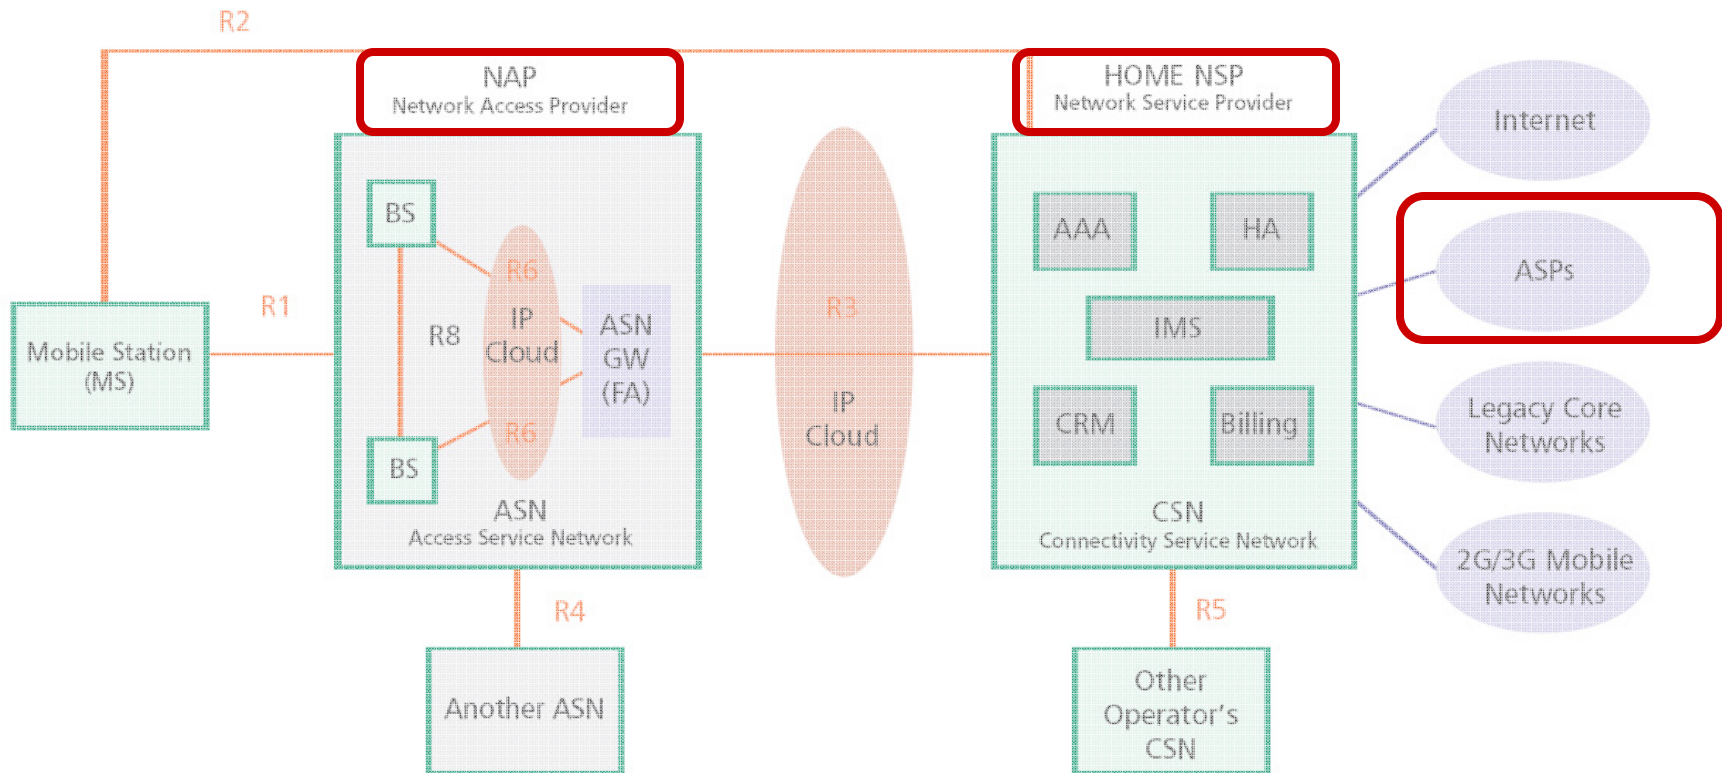 R2
NAP
Network Access Provider
HOME NSP
Network Service Provider
Internet
BS
AAA
HA
R6
ASPs
R1
R8
IP
Cloud
ASN
GW
(FA)
R3
IMS
Mobile Station
(MS)
IP
Cloud
R6
BS
CRM
Billing
Legacy Core
Networks
ASN
Access Service Network
CSN
Connectivity Service Network
2G/3G Mobile
Networks
R4
R5
Another ASN
Other
Operator's
CSN